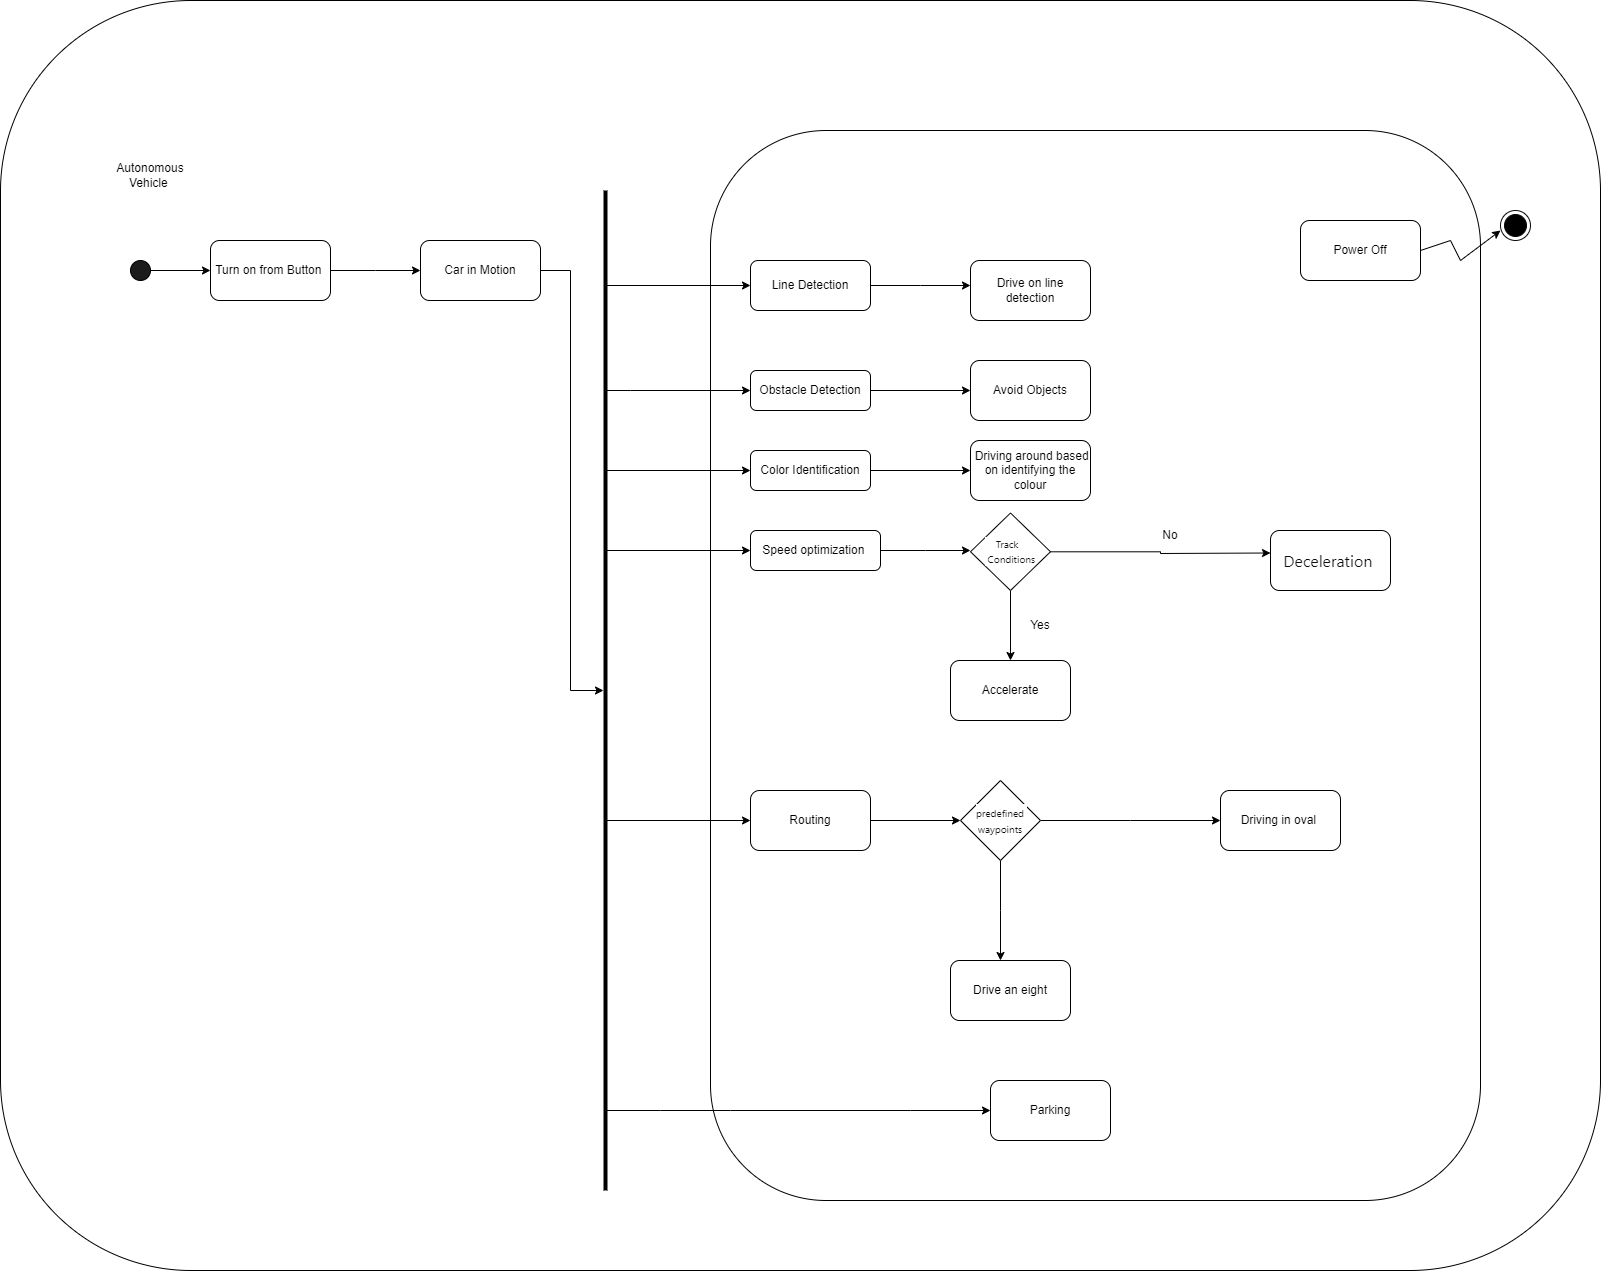 Autonomous
Vehicle
Turn on from Button
Car in Motion
Line Detection
Drive on line
detection
Power Off
Obstacle Detection
Avoid Objects
Color Identification
Driving around based
on identifying the
colour
Speed optimization
Track
Conditions
No
Deceleration
Yes
Accelerate
Routing
predefined
waypoints
Driving in oval
Drive an eight
Parking